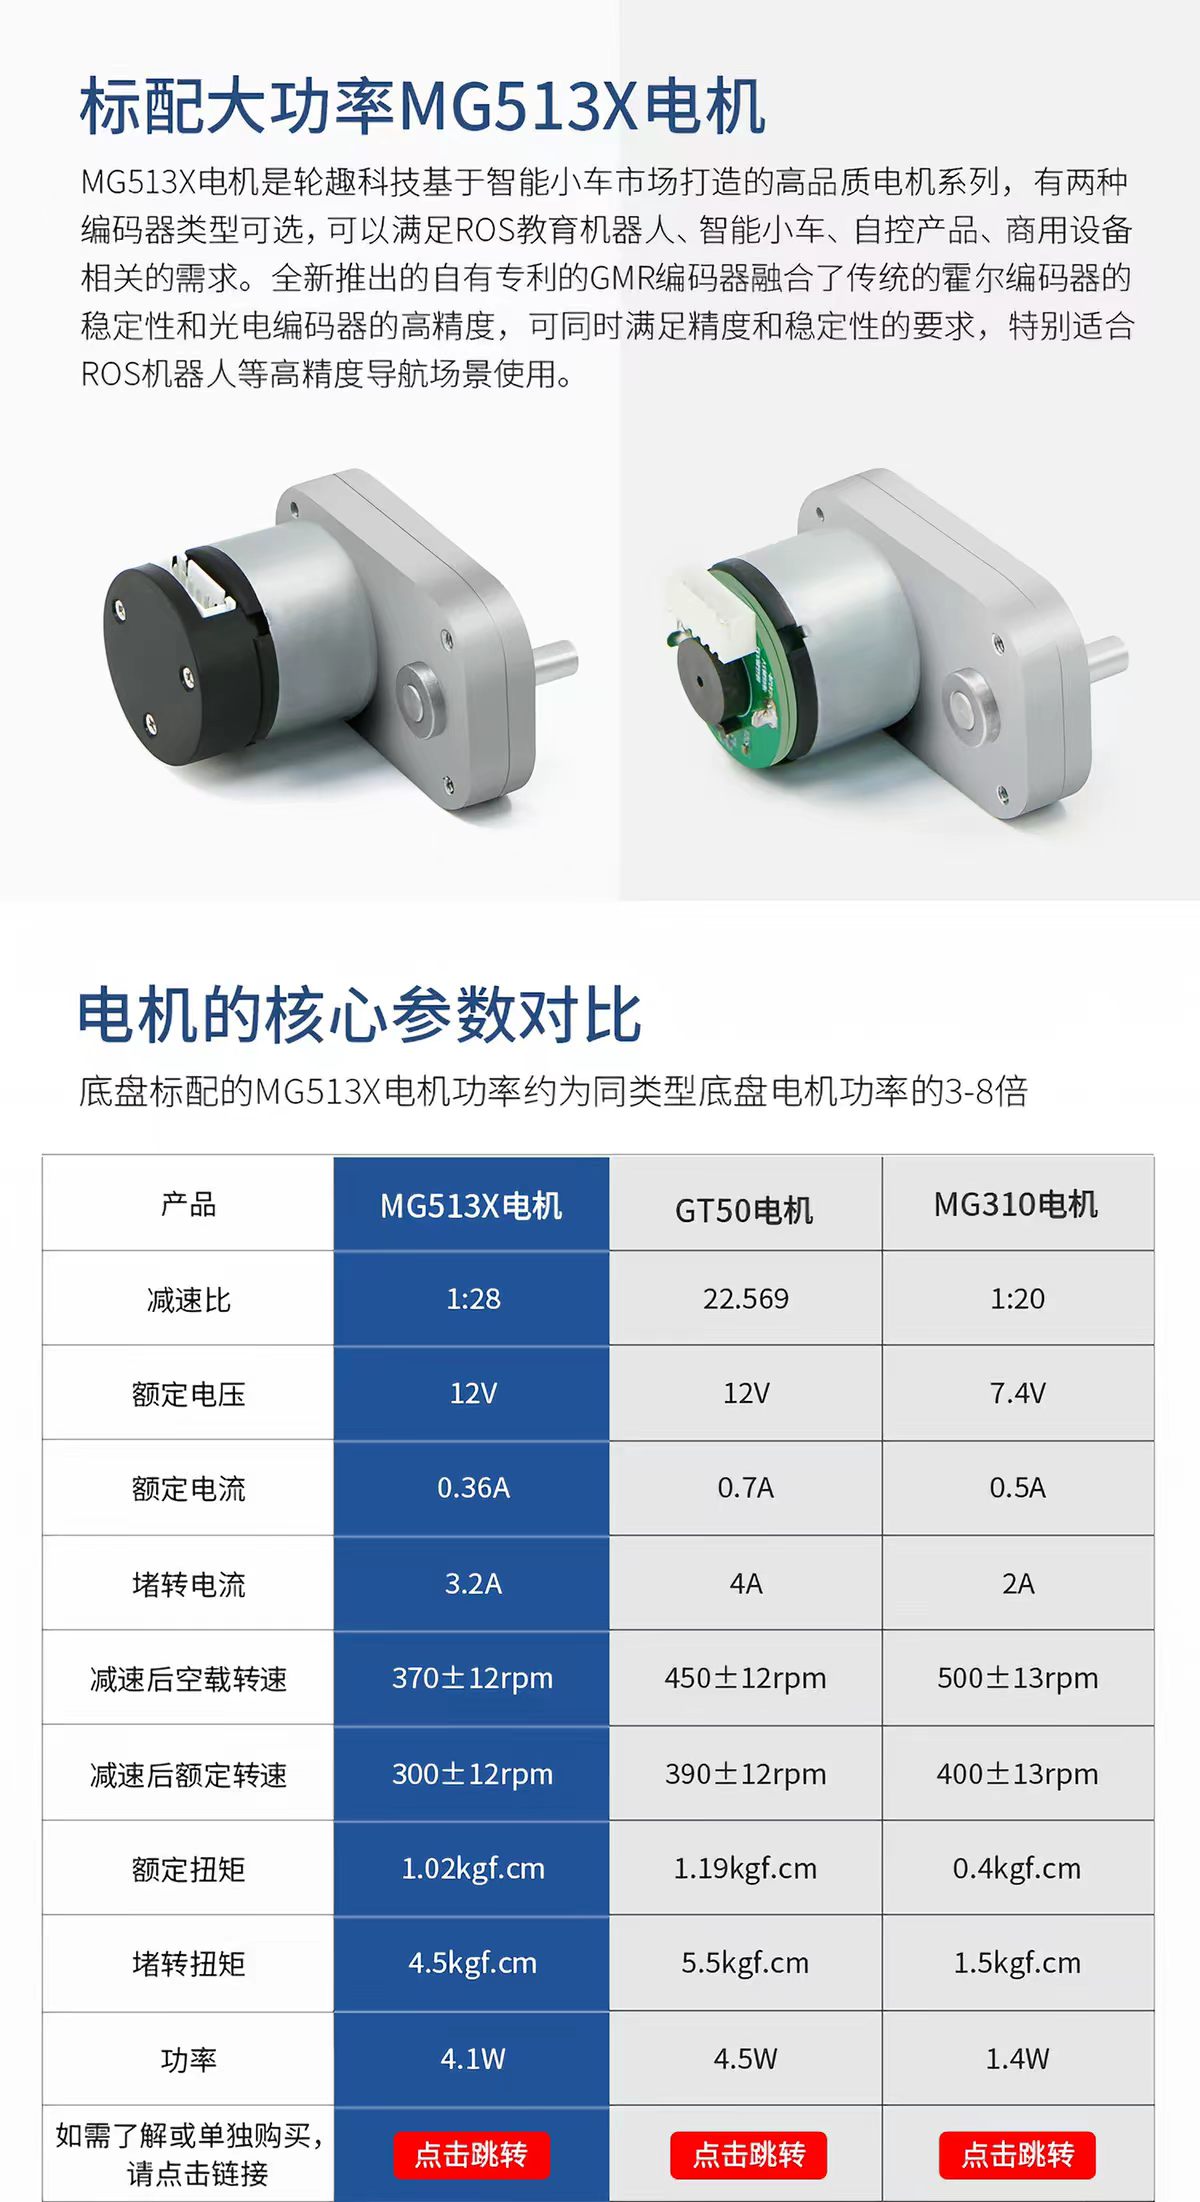 标配大功率MG513X电机
MG513X电机是轮趣科技基于智能小车市场打造的高品质电机系列，有两种
编码器类型可选，可以满足ROS教育机器人、智能小车、自控产品、商用设备
相关的需求。全新推出的自有专利的GMR编码器融合了传统的霍尔编码器的
稳定性和光电编码器的高精度，可同时满足精度和稳定性的要求，特别适合
ROS机器人等高精度导航场景使用。
电机的核心参数对比
底盘标配的MG513X电机功率约为同类型底盘电机功率的3-8倍
产品 MG513X电机 GT50电机 MG310电机
减速比 1:28 22.569 1:20
额定电压 12V 12V 7.4V
额定电流 0.36A 0.7A 0.5A
堵转电流 3.2A 4A 2A
减速后空载转速 370±12rpm 450±12rpm 500±13rpm
减速后额定转速 300±12rpm 390±12rpm 400±13rpm
额定扭矩 1.02kgf.cm 1.19kgf.cm 0.4kgf.cm
堵转扭矩 4.5kgf.cm 5.5kgf.cm 1.5kgf.cm
功率 4.1W 4.5W 1.4W
如需了解或单独购买，
请点击链接
点击跳转 点击跳转 点击跳转